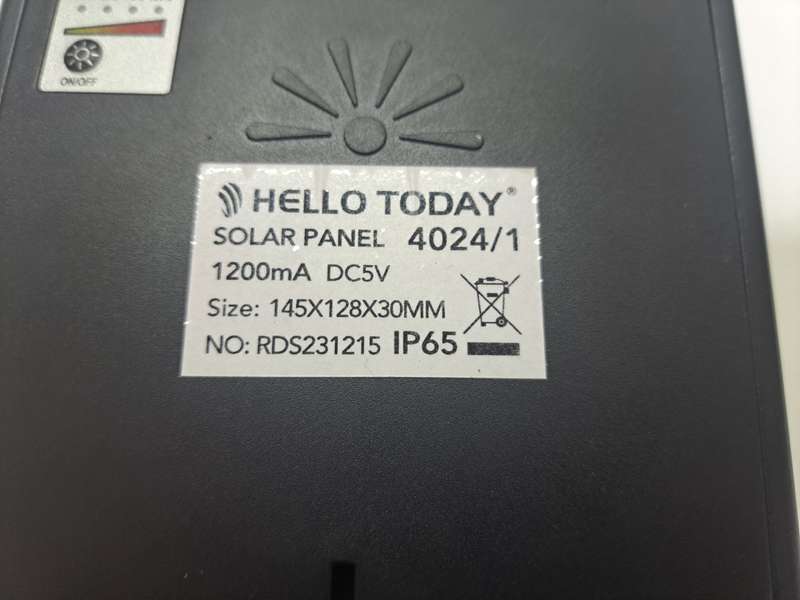 ON/OFF
HELLO TODAY®
SOLAR PANEL 4024/1
1200mA DC5V
Size: 145X128X30MM
NO: RDS231215 IP65